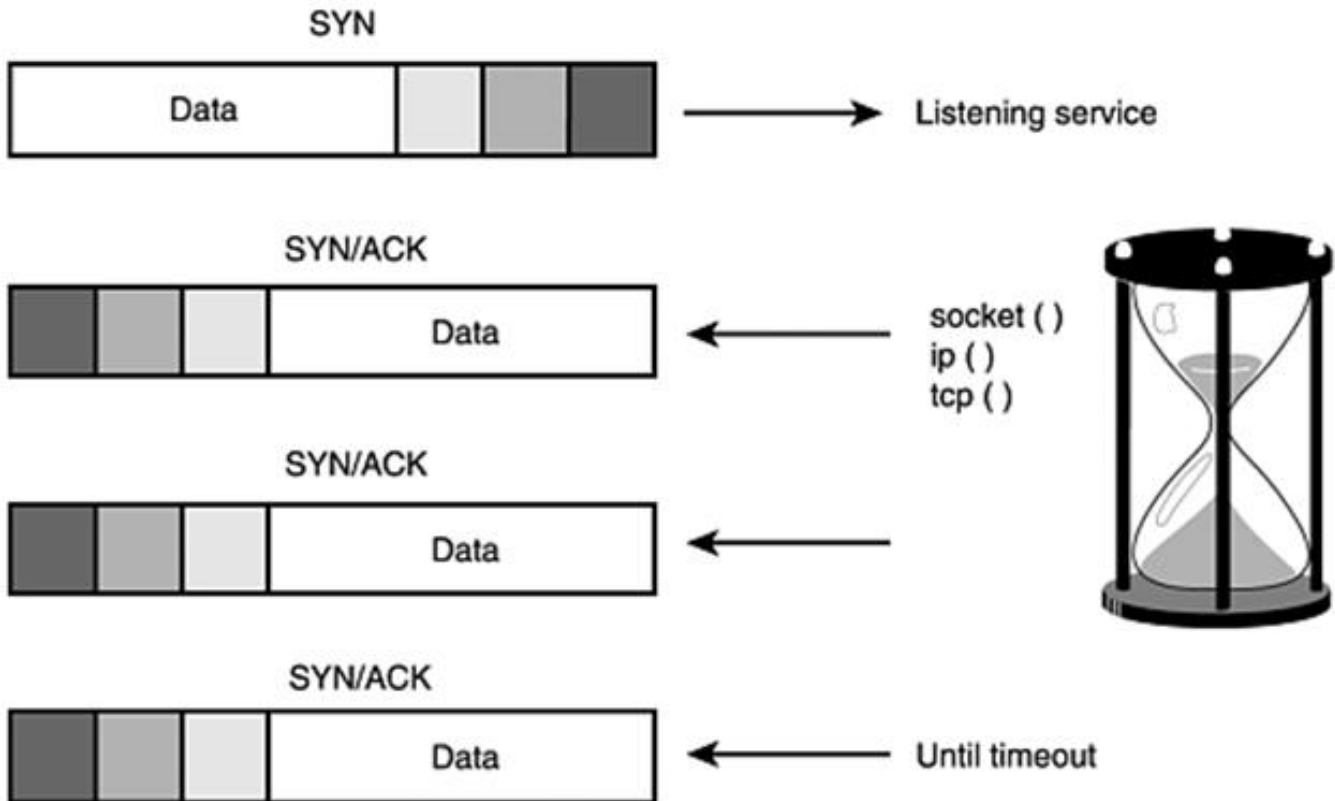 SYN
Data
Listening service
SYN/ACK
Data
socket ( )
ip ( )
tcp ( )
SYN/ACK
Data
SYN/ACK
Data
Until timeout